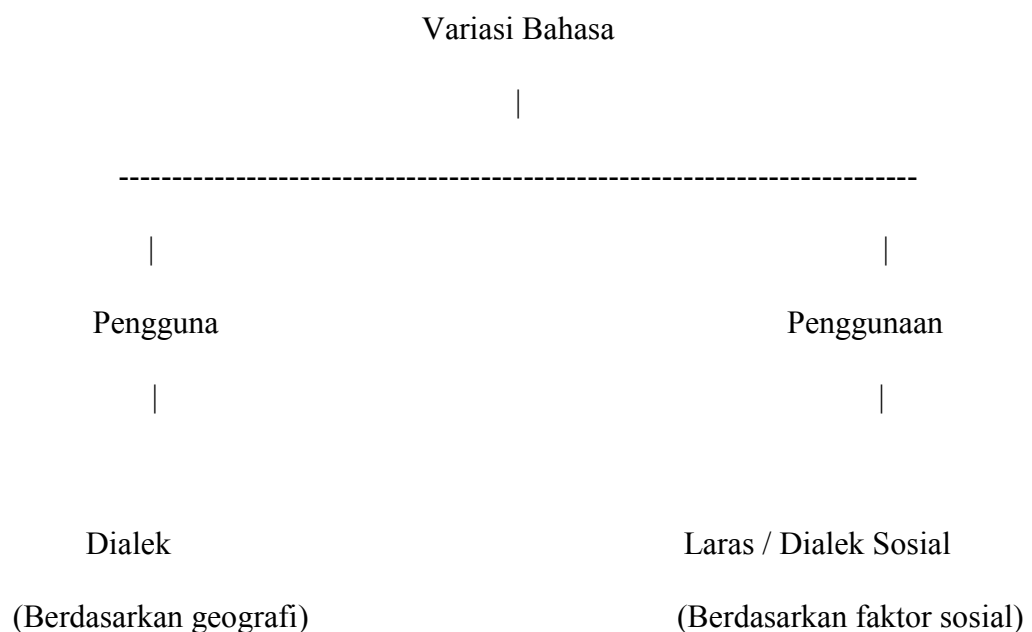 Variasi Bahasa
|
----------------------------------------------------------------------------
| |
Pengguna Penggunaan
| |
Dialek Laras / Dialek Sosial
(Berdasarkan geografi) (Berdasarkan faktor sosial)